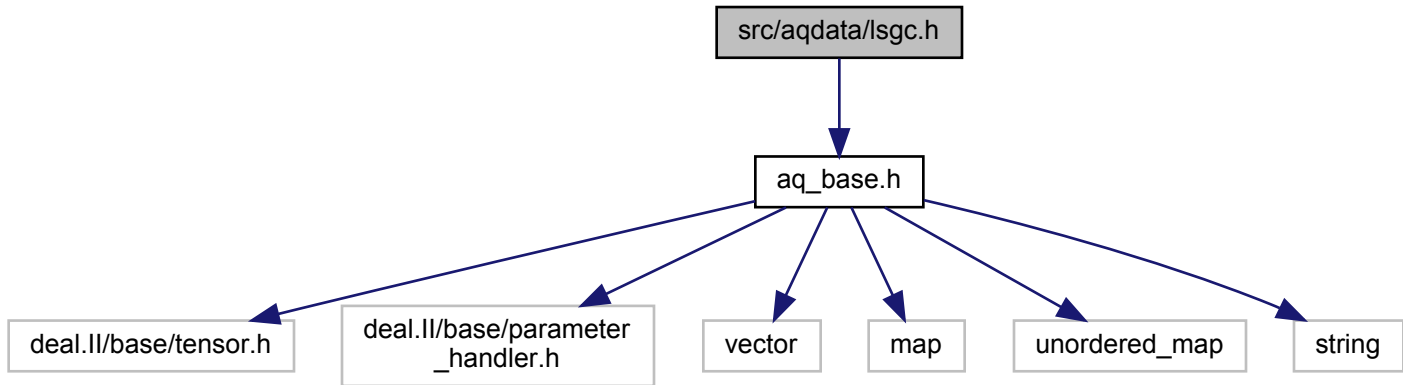 src/aqdata/lsgc.h
aq_base.h
deal.II/base/tensor.h
deal.II/base/parameter
_handler.h
vector
map
unordered_map
string